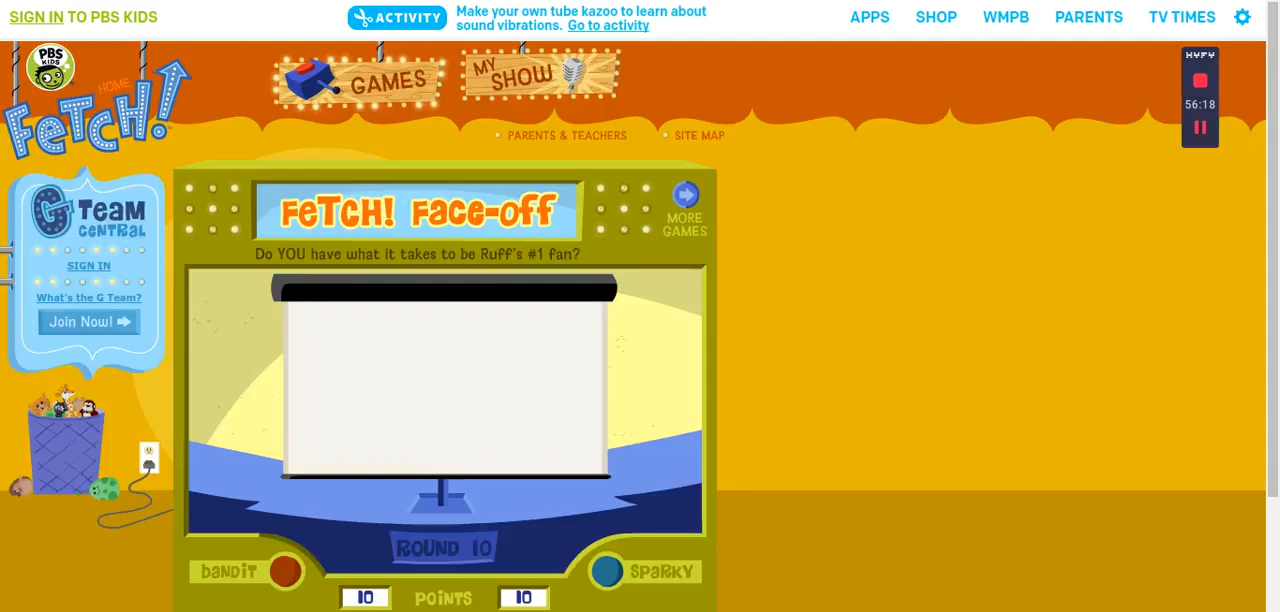 SIGN IN TO PBS KIDS
ACTIVITY
Make your own tube kazoo to learn about
sound vibrations. Go to activity
APPS
SHOP
WMPB
PARENTS
TV TIMES
PBS
KIDS
HOME
FeTCH!
GAMES
MY
SHOW
HYFY
56:18
PARENTS & TEACHERS
SITE MAP
G TEAM
CENTRAL
SIGN IN
What's the G Team?
Join Now!
FeTCH! FACe-OFF
MORE
GAMES
Do YOU have what it takes to be Ruff's #1 fan?
ROUND 10
BANDIT
SPARKY
10
POINTS
10